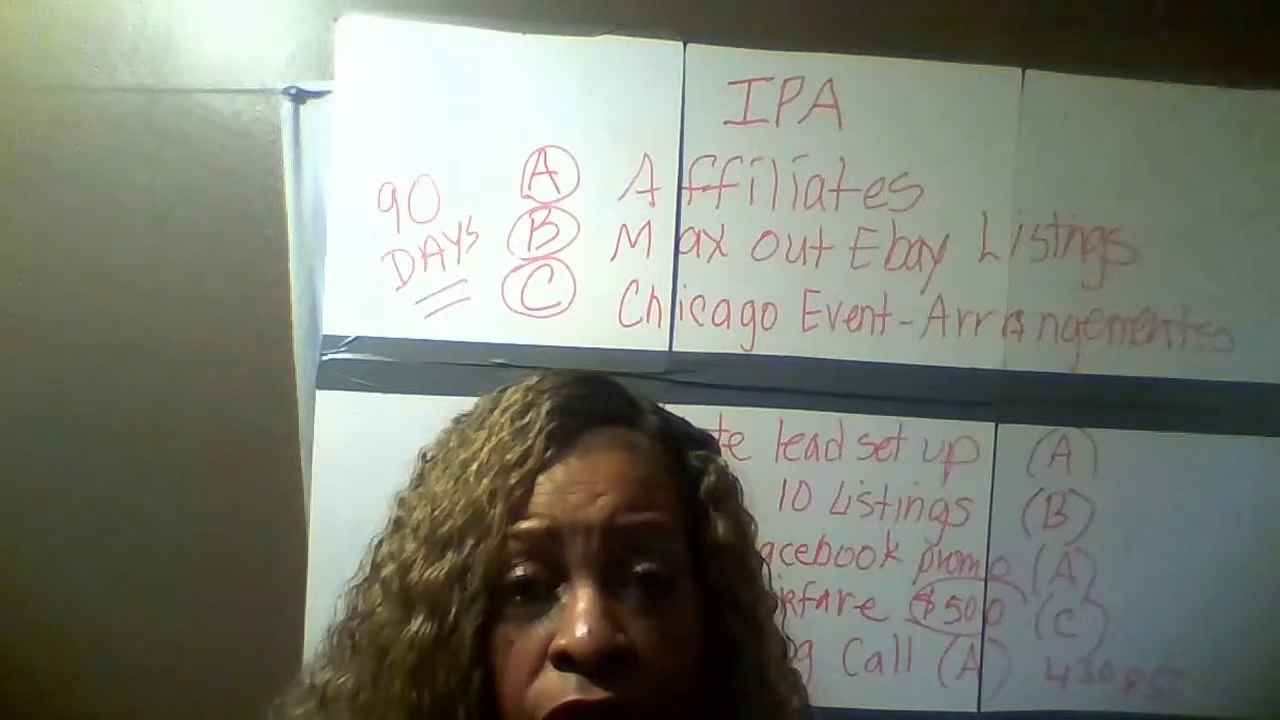 IPA
90 DAYS
A Affiliates
B Max out Ebay Listings
C Chicago Event-Arrangements
te lead set up (A)
10 Listings (B)
acebook promo (A)
rfare $500 (C)
g Call (A)